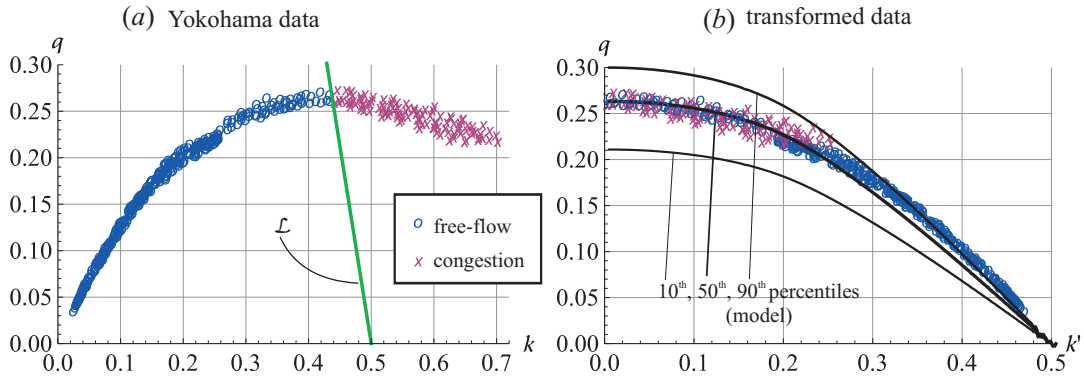 (a) Yokohama data
q
0.30
0.25
0.20
0.15
0.10
0.05
0.00
0.0 0.1 0.2 0.3 0.4 0.5 0.6 0.7
k
ℒ
o free-flow
x congestion
(b) transformed data
q
0.30
0.25
0.20
0.15
0.10
0.05
0.00
0.0 0.1 0.2 0.3 0.4 0.5
k'
10th, 50th, 90th percentiles
(model)